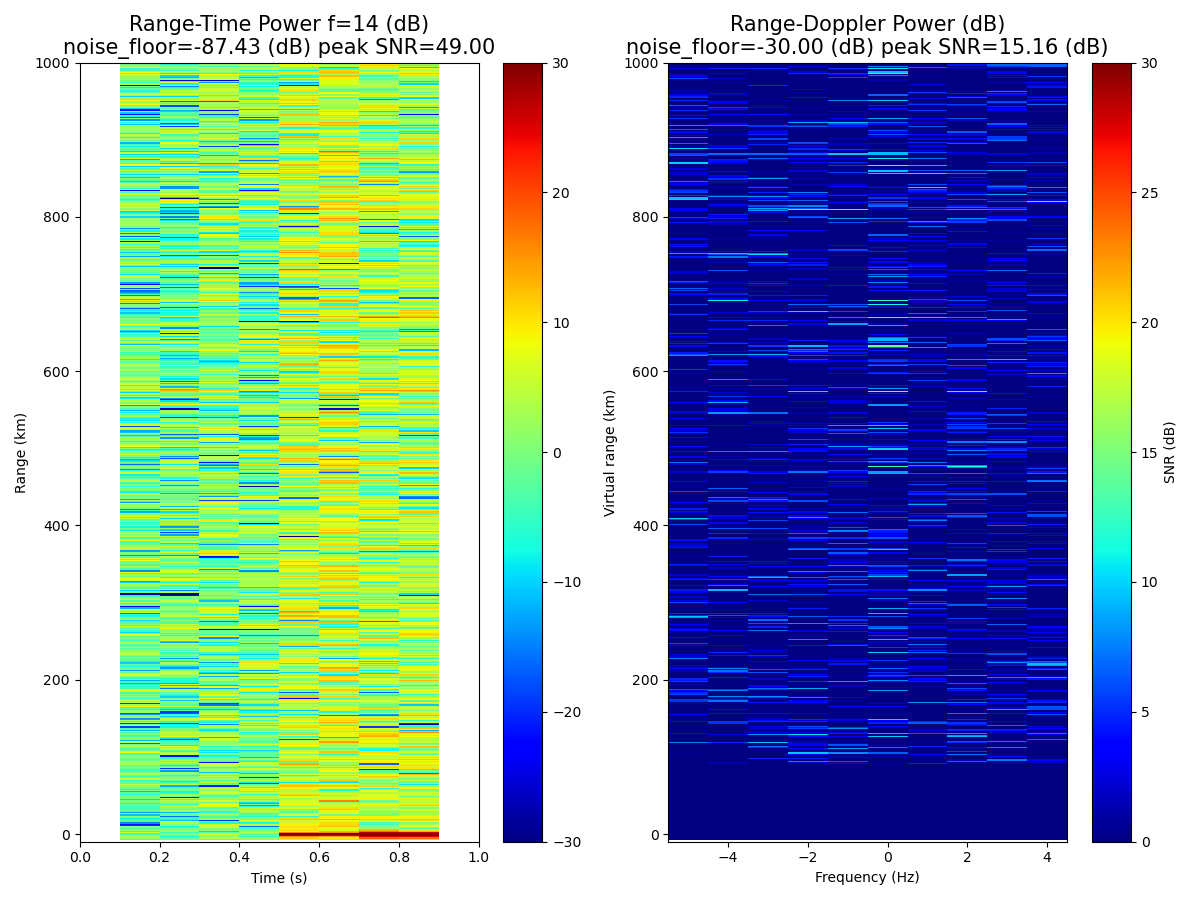 Range-Time Power f=14 (dB)
noise_floor=-87.43 (dB) peak SNR=49.00
Range (km)
1000
800
600
400
200
0
0.0 0.2 0.4 0.6 0.8 1.0
Time (s)
30
20
10
0
−10
−20
−30
Range-Doppler Power (dB)
noise_floor=-30.00 (dB) peak SNR=15.16 (dB)
Virtual range (km)
1000
800
600
400
200
0
−4 −2 0 2 4
Frequency (Hz)
30
25
20
15
10
5
0
SNR (dB)